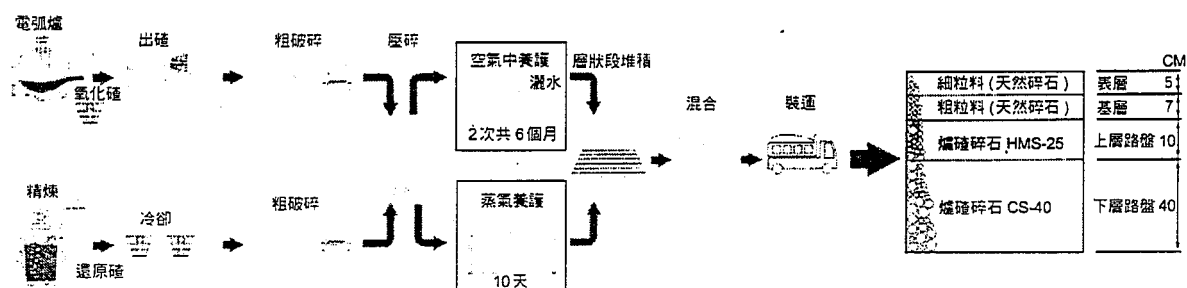 電弧爐
出碴
粗破碎
壓碎
氧化碴
空氣中養護
灑水
2次共6個月
層狀段堆積
混合
裝運
精煉
冷卻
粗破碎
還原碴
蒸氣養護
10天
CM
細粒料(天然碎石) 表層 5
粗粒料(天然碎石) 基層 7
爐碴碎石 HMS-25 上層路盤 10
爐碴碎石 CS-40 下層路盤 40